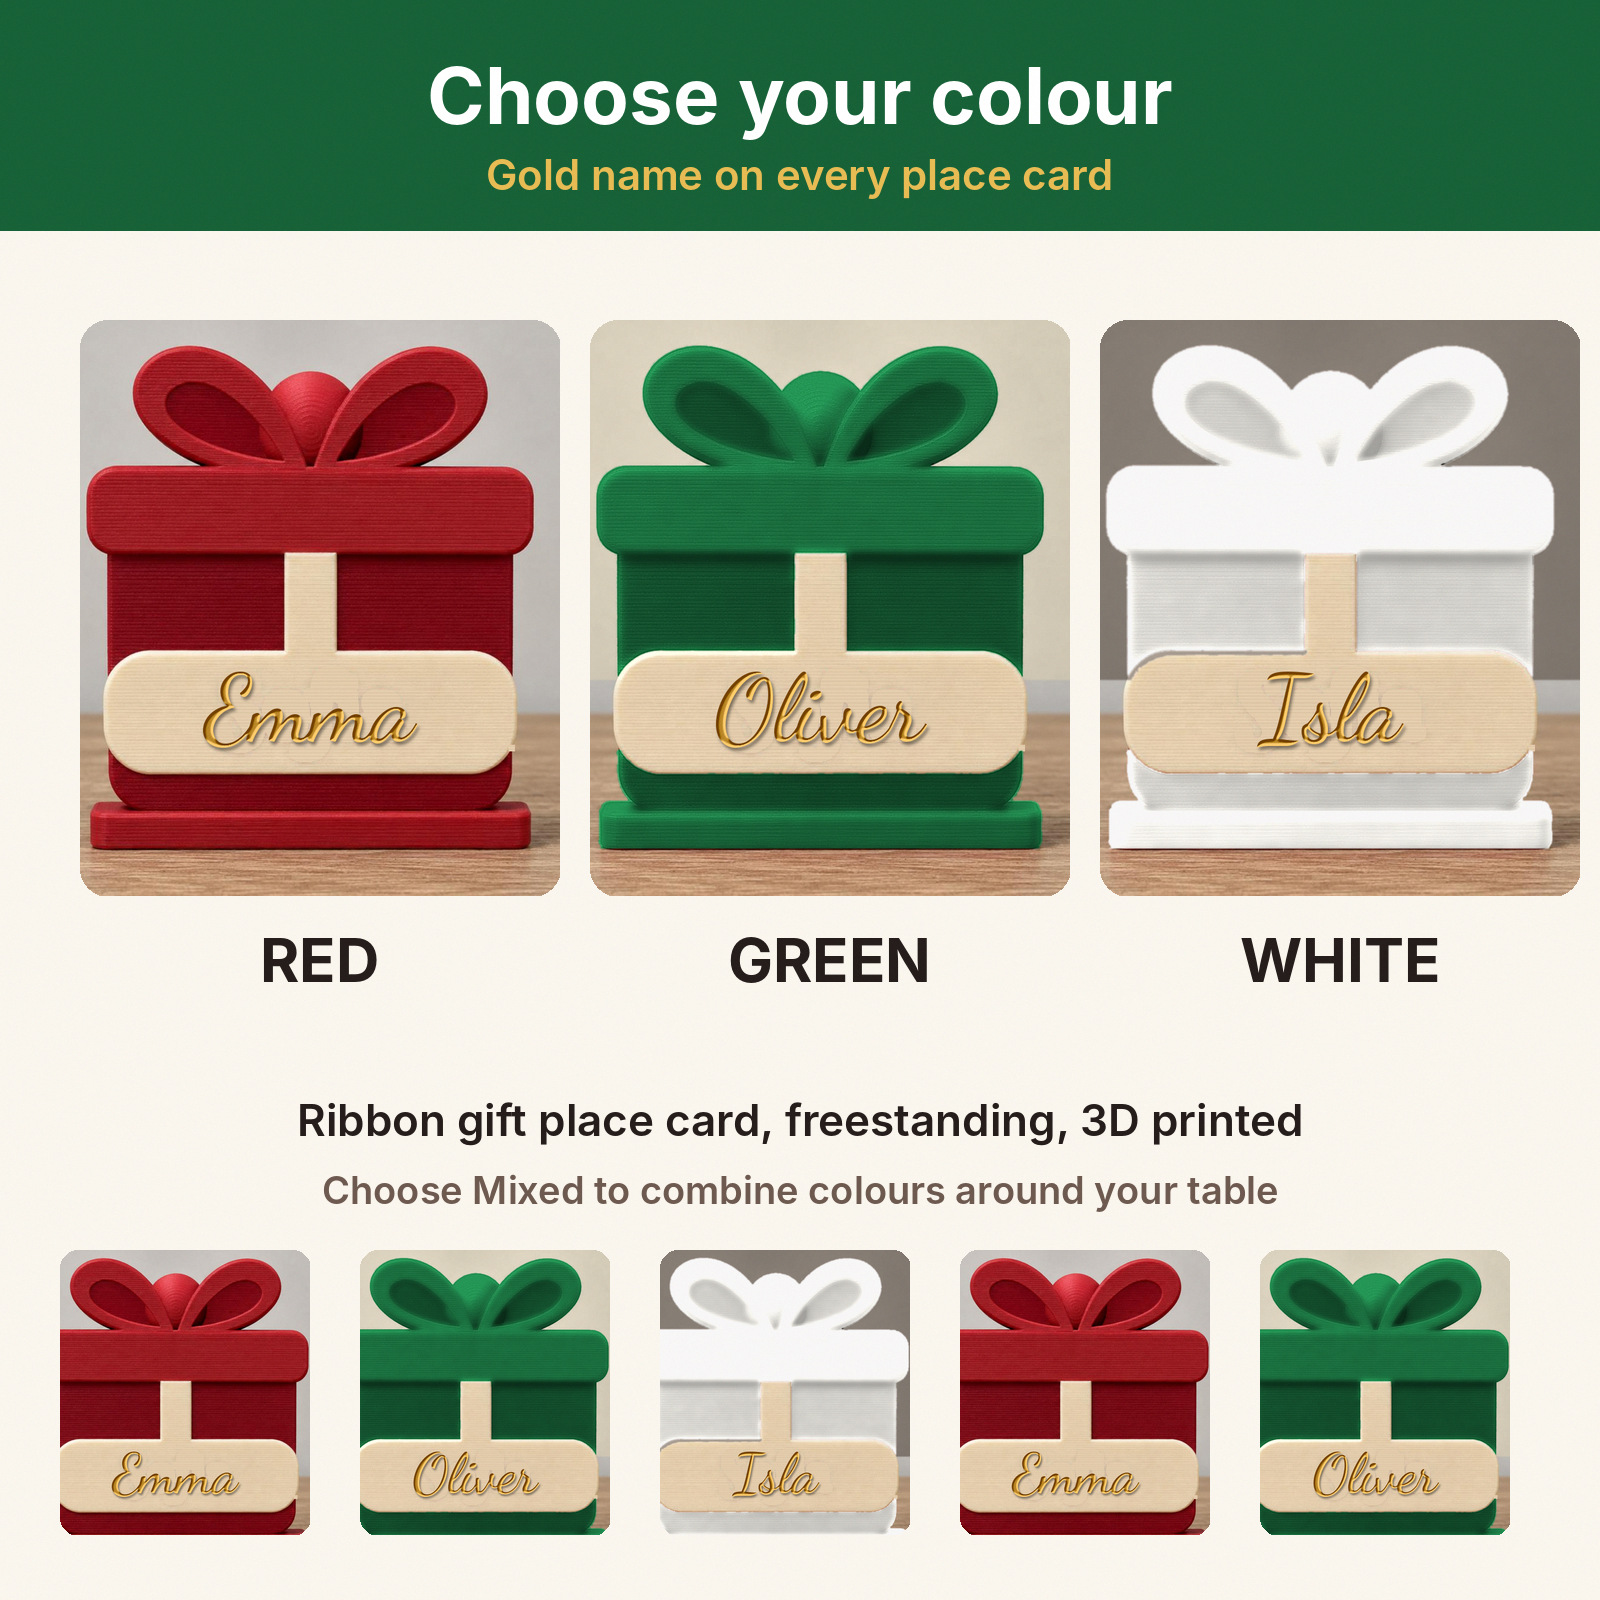 Choose your colour
Gold name on every place card
Emma
Oliver
Isla
RED
GREEN
WHITE
Ribbon gift place card, freestanding, 3D printed
Choose Mixed to combine colours around your table
Emma
Oliver
Isla
Emma
Oliver